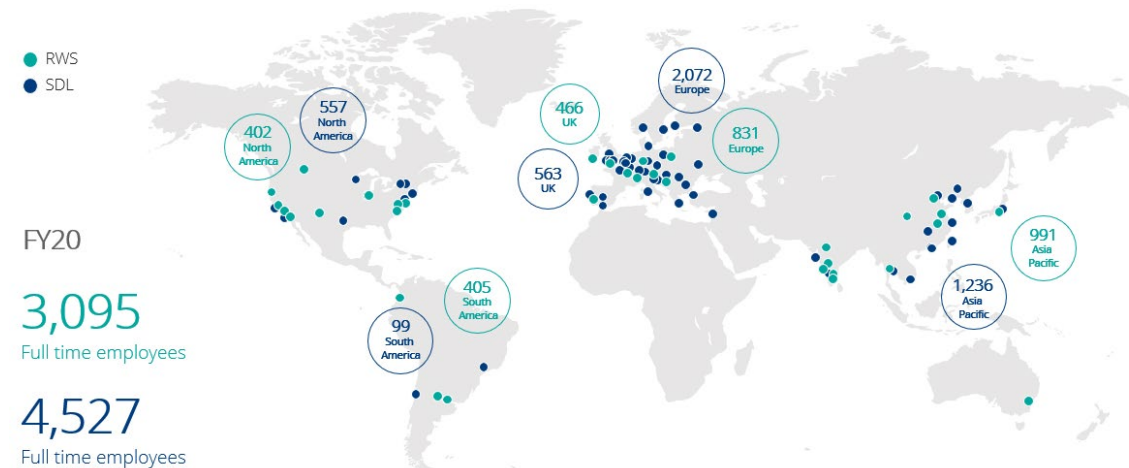 RWS
SDL
557
North
America
402
North
America
466
UK
2,072
Europe
831
Europe
563
UK
FY20
3,095
Full time employees
4,527
Full time employees
405
South
America
99
South
America
991
Asia
Pacific
1,236
Asia
Pacific